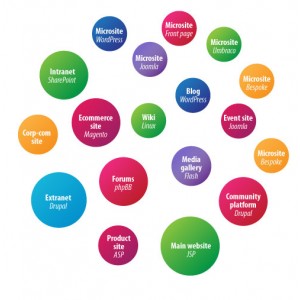 Microsite
WordPress
Microsite
Front page
Microsite
Umbraco
Microsite
Joomla
Intranet
SharePoint
Blog
WordPress
Ecommerce
site
Magento
Wiki
Linux
Event site
Joorda
Corp-com
site
Microsite
Bespoke
Microsite
Bespoke
Media
gallery
Flash
Forums
phpBB
Extranet
Drupal
Community
platform
Drupal
Product
site
ASP
Main website
JSP